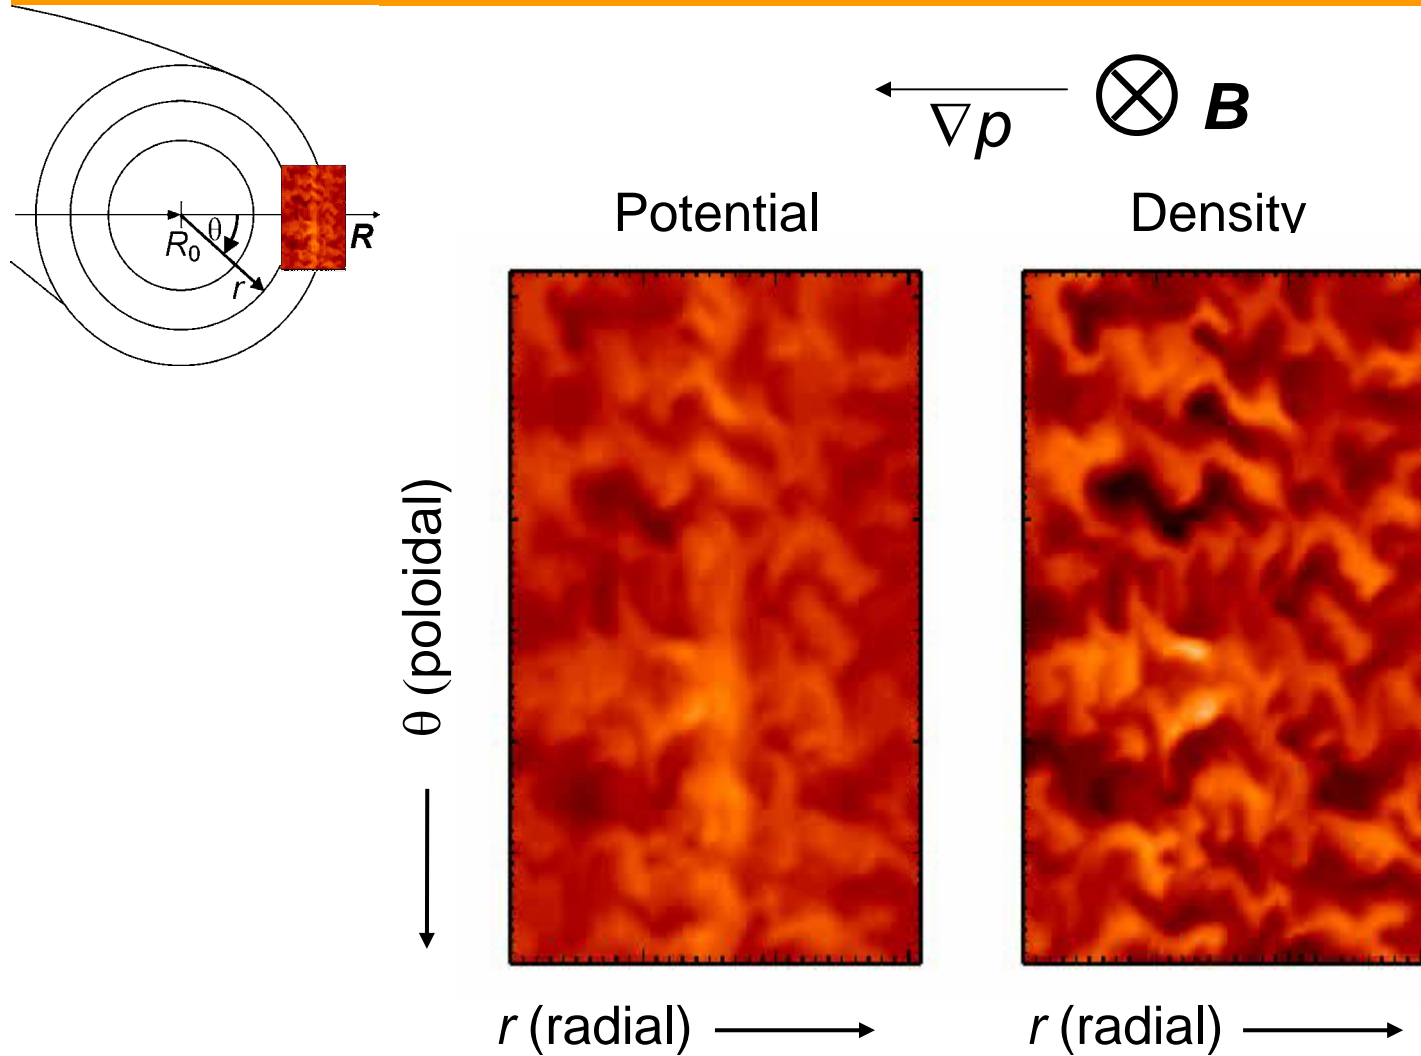 ∇p
B
θ
R₀
R
r
Potential
Density
θ (poloidal)
r (radial)
r (radial)